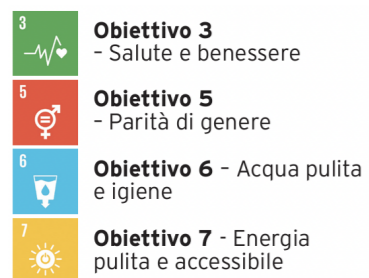 3
Obiettivo 3
– Salute e benessere
5
Obiettivo 5
– Parità di genere
6
Obiettivo 6 – Acqua pulita
e igiene
7
Obiettivo 7 - Energia
pulita e accessibile